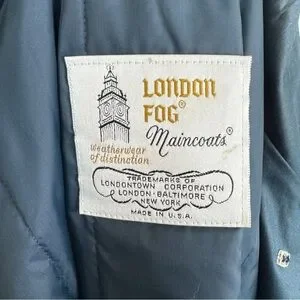 LONDON
FOG®
Maincoats®
weatherwear
of distinction
TRADEMARKS OF
LONDONTOWN CORPORATION
LONDON · BALTIMORE
NEW YORK
MADE IN U.S.A.